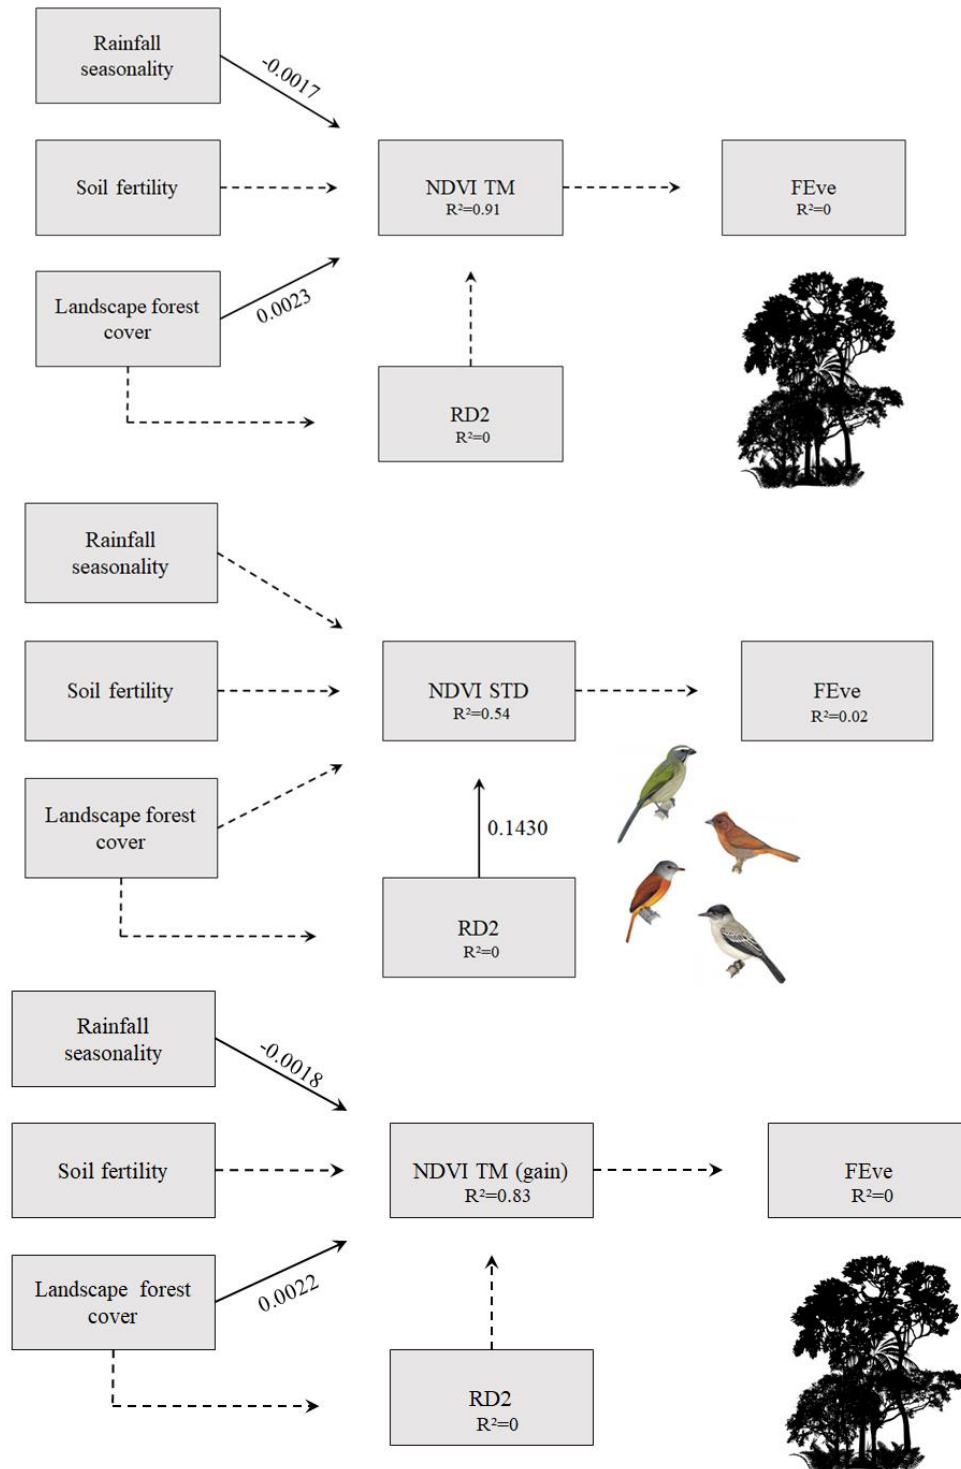 Rainfall
seasonality
-0.0017
Soil fertility
NDVI TM
R²=0.91
FEve
R²=0
Landscape forest
cover
0.0023
RD2
R²=0
Rainfall
seasonality
Soil fertility
NDVI STD
R²=0.54
FEve
R²=0.02
Landscape forest
cover
0.1430
RD2
R²=0
Rainfall
seasonality
-0.0018
Soil fertility
NDVI TM (gain)
R²=0.83
FEve
R²=0
Landscape forest
cover
0.0022
RD2
R²=0